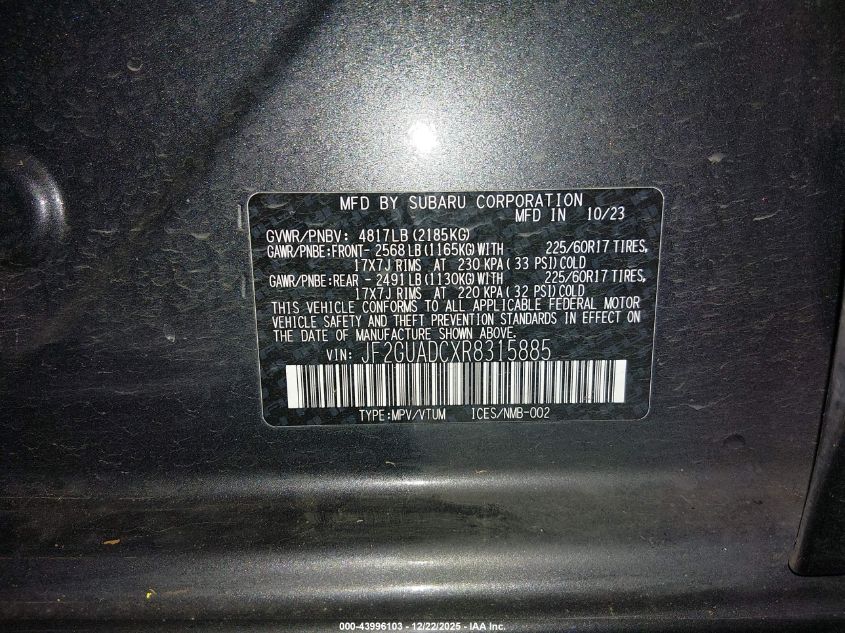 MFD BY SUBARU CORPORATION
MFD IN 10/23
GVWR/PNBV: 4817LB(2185KG)
GAWR/PNBE:FRONT- 2568LB(1165KG)WITH 225/60R17 TIRES,
17X7J RIMS AT 230 KPA(33 PSI)COLD
GAWR/PNBE:REAR - 2491LB(1130KG)WITH 225/60R17 TIRES,
17X7J RIMS AT 220 KPA(32 PSI)COLD
THIS VEHICLE CONFORMS TO ALL APPLICABLE FEDERAL MOTOR
VEHICLE SAFETY AND THEFT PREVENTION STANDARDS IN EFFECT ON
THE DATE OF MANUFACTURE SHOWN ABOVE.
VIN: JF2GUADCXR8315885
TYPE:MPV/VTUM ICES/NMB-002
000-43996103 - 12/22/2025 - IAA Inc.